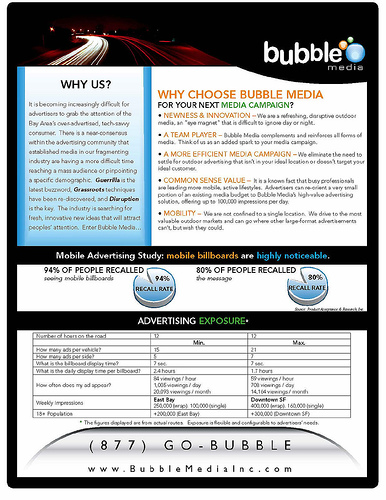 bubble
media
WHY US?
It is becoming increasingly difficult for
advertisers to grab the attention of the
Bay Area's over-advertised, tech-savvy
consumer. There is a near-consensus
within the advertising community that
established media in our fragmenting
industry are having a more difficult time
reaching a mass audience or pinpointing
a specific demographic. Guerrilla is the
latest buzzword, Grassroots techniques
have been re-discovered, and Disruption
is the key. The industry is searching for
fresh, innovative new ideas that will attract
peoples' attention. Enter Bubble Media...
WHY CHOOSE BUBBLE MEDIA
FOR YOUR NEXT MEDIA CAMPAIGN?
• NEWNESS & INNOVATION – We are a refreshing, disruptive outdoor
media, an "eye magnet" that is difficult to ignore day or night.
• A TEAM PLAYER – Bubble Media complements and reinforces all forms of
media. Think of us as an added spark to your media campaign.
• A MORE EFFICIENT MEDIA CAMPAIGN – We eliminate the need to
settle for outdoor advertising that isn't in your ideal location or doesn't target your
ideal customer.
• COMMON SENSE VALUE – It is a known fact that busy professionals
are leading more mobile, active lifestyles. Advertisers can re-orient a very small
portion of an existing media budget to Bubble Media's high-value advertising
solution, offering up to 100,000 impressions per day.
• MOBILITY – We are not confined to a single location. We drive to the most
valuable outdoor markets and can go where other large-format advertisements
can't, but wish they could.
Mobile Advertising Study: mobile billboards are highly noticeable.
94% OF PEOPLE RECALLED
seeing mobile billboards
94%
RECALL RATE
80% OF PEOPLE RECALLED
the message
80%
RECALL RATE
Source: Product Acceptance & Research, Inc.
ADVERTISING EXPOSURE*
Number of hours on the road 12 12
Min. Max.
How many ads per vehicle? 15 21
How many ads per side? 5 7
What is the billboard display time? 7 sec. 7 sec.
What is the daily display time per billboard? 2.4 hours 1.7 hours
How often does my ad appear? 84 viewings / hour 59 viewings / hour
1,005 viewings / day 708 viewings / day
20,093 viewings / month 14,164 viewings / month
Weekly Impressions East Bay Downtown SF
250,000 (wrap) 100,000 (single) 400,000 (wrap) 160,000 (single)
18+ Population +200,000 (East Bay) +300,000 (Downtown SF)
* The figures displayed are from actual routes. Exposure is flexible and configurable to advertisers' needs.
(877) GO-BUBBLE
www.BubbleMediaInc.com